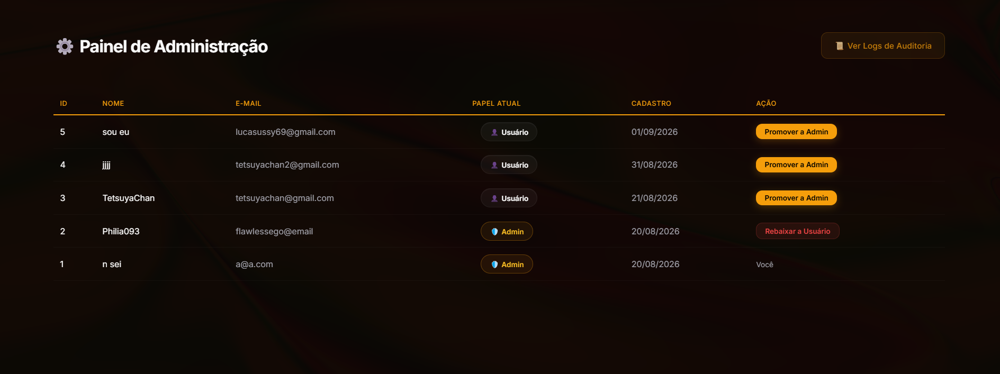 Painel de Administração
Ver Logs de Auditoria
ID NOME E-MAIL PAPEL ATUAL CADASTRO AÇÃO
5 sou eu lucasussy69@gmail.com Usuário 01/09/2026 Promover a Admin
4 jjjj tetsuyachan2@gmail.com Usuário 31/08/2026 Promover a Admin
3 TetsuyaChan tetsuyachan@gmail.com Usuário 21/08/2026 Promover a Admin
2 Philia093 flawlessego@email Admin 20/08/2026 Rebaixar a Usuário
1 n sei a@a.com Admin 20/08/2026 Você